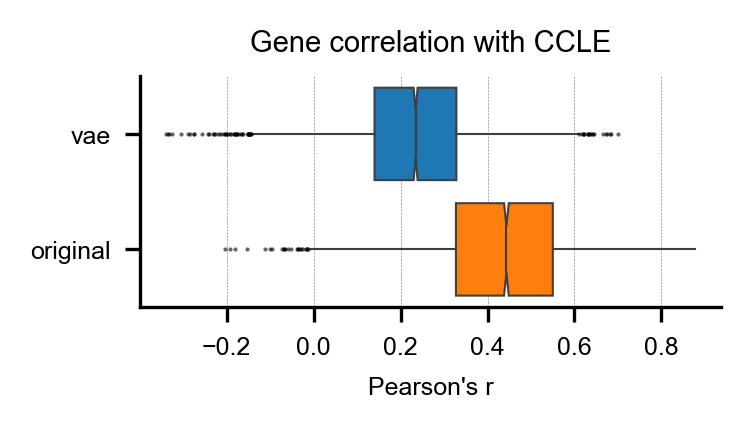 Gene correlation with CCLE
vae
original
−0.2 0.0 0.2 0.4 0.6 0.8
Pearson's r